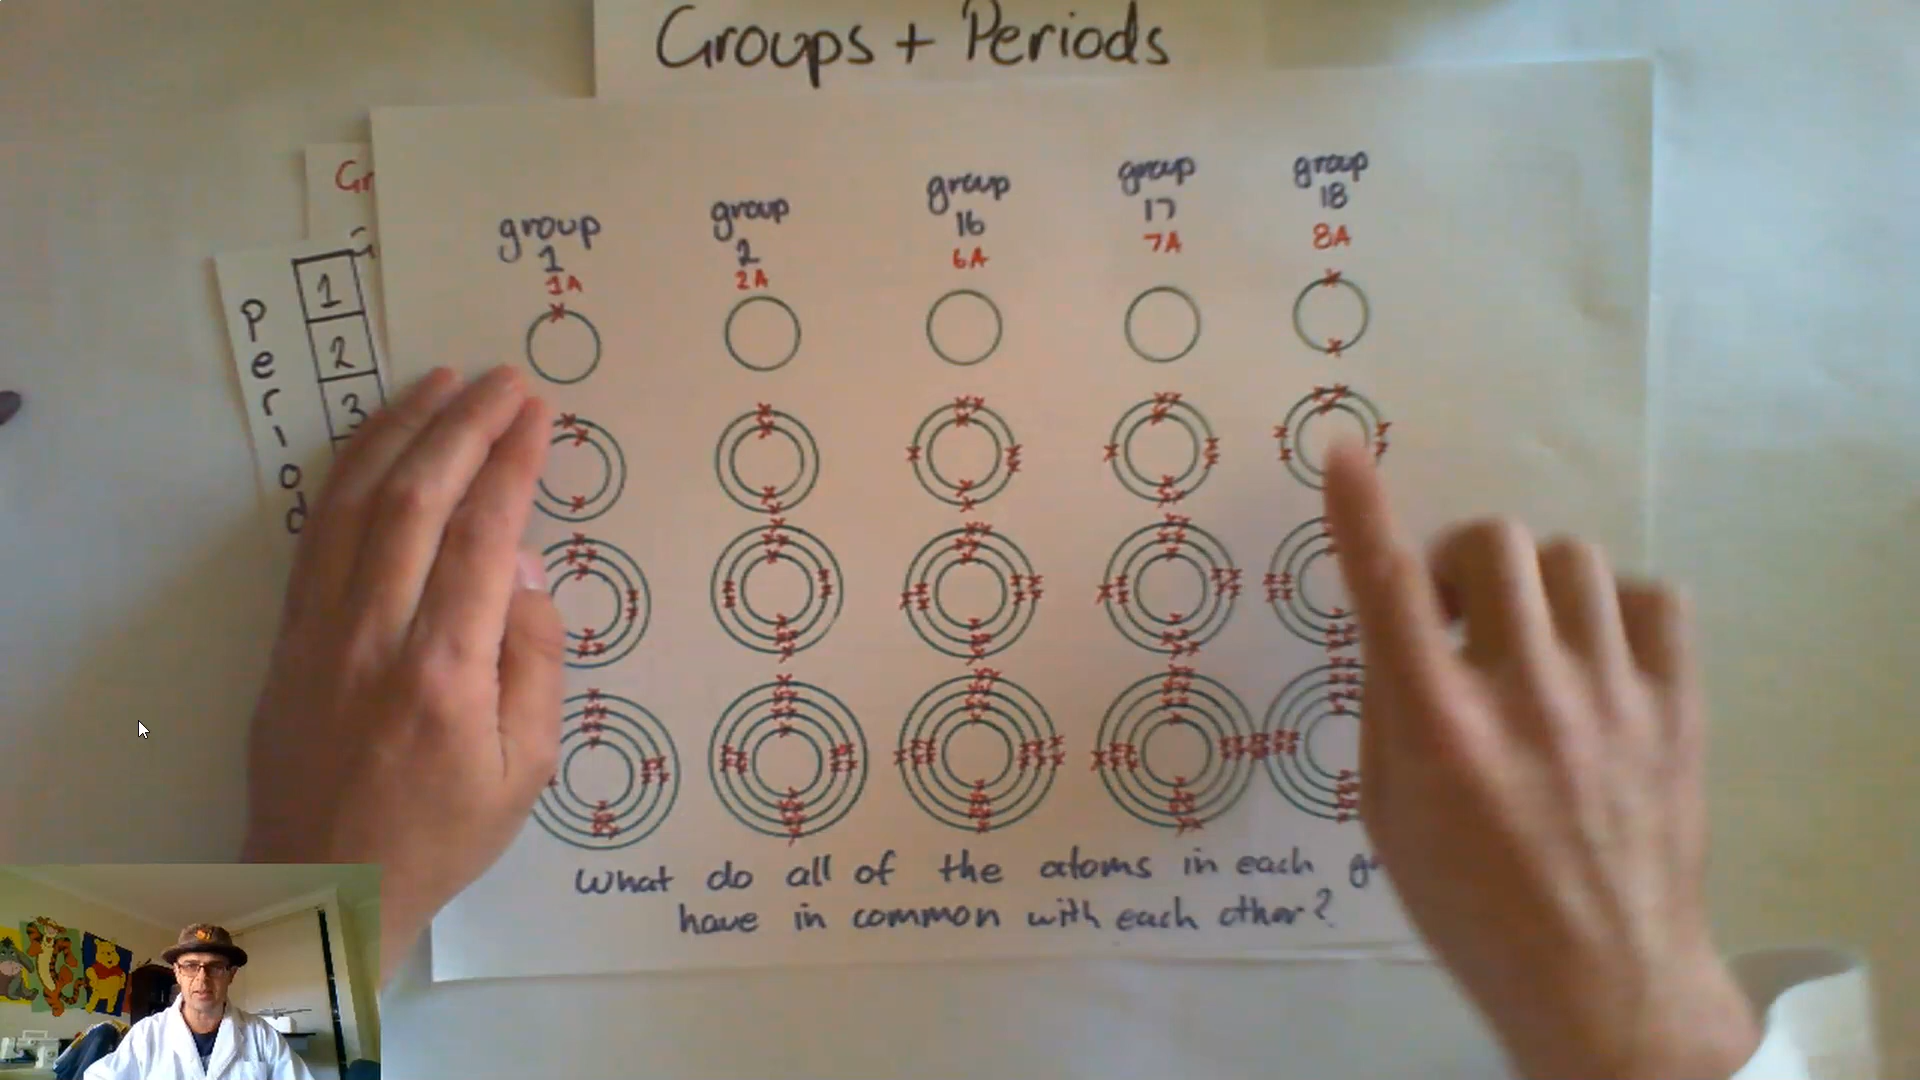 Groups + Periods
Gr
Period
1
2
3
group
1
1A
group
2
2A
group
16
6A
group
17
7A
group
18
8A
What do all of the atoms in each
have in common with each other?